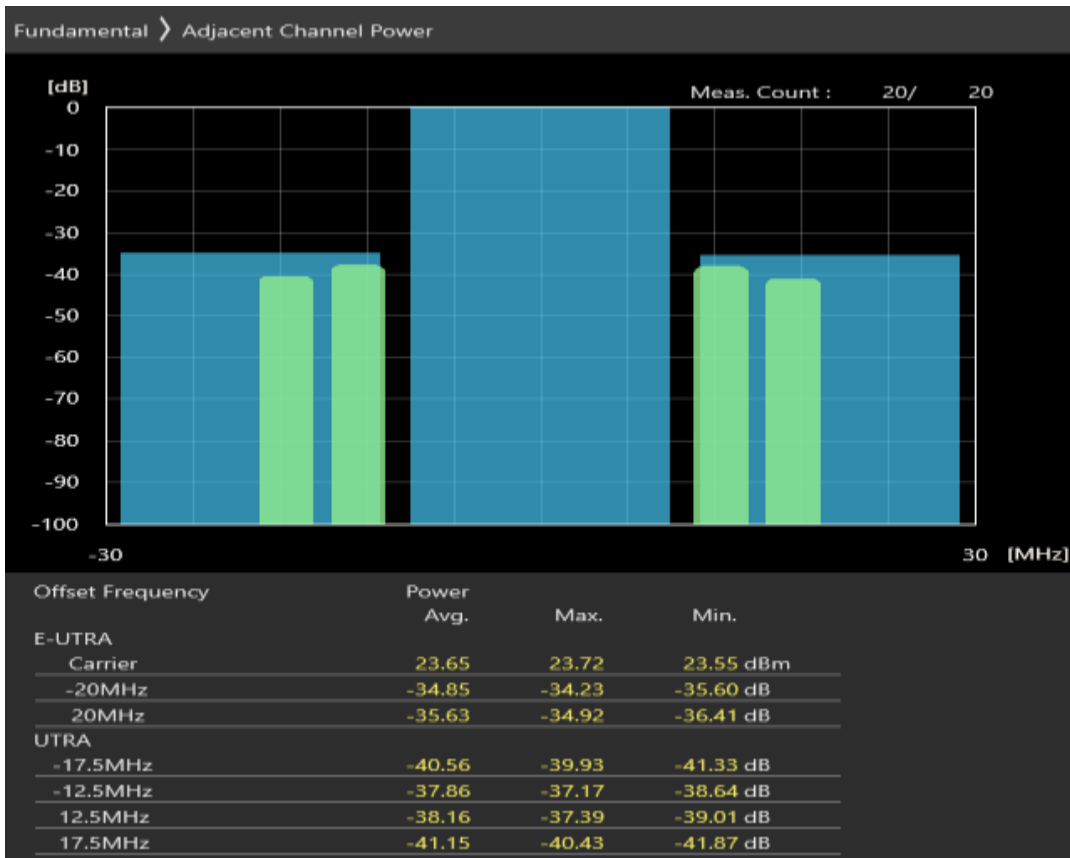 Fundamental 〉 Adjacent Channel Power
[dB]
Meas. Count : 20/ 20
0
-10
-20
-30
-40
-50
-60
-70
-80
-90
-100
-30 30 [MHz]
Offset Frequency Power
Avg. Max. Min.
E-UTRA
Carrier 23.65 23.72 23.55 dBm
-20MHz -34.85 -34.23 -35.60 dB
20MHz -35.63 -34.92 -36.41 dB
UTRA
-17.5MHz -40.56 -39.93 -41.33 dB
-12.5MHz -37.86 -37.17 -38.64 dB
12.5MHz -38.16 -37.39 -39.01 dB
17.5MHz -41.15 -40.43 -41.87 dB